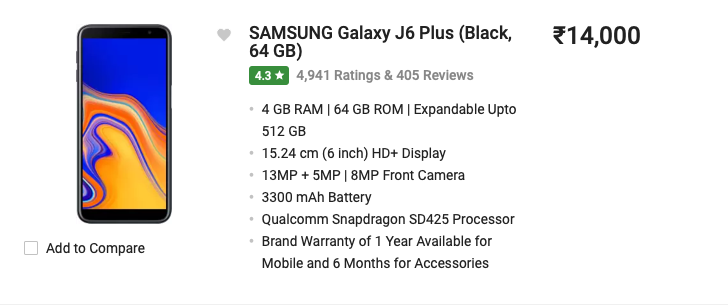 SAMSUNG Galaxy J6 Plus (Black,
64 GB)
₹14,000
4.3 ★ 4,941 Ratings & 405 Reviews
• 4 GB RAM | 64 GB ROM | Expandable Upto
512 GB
• 15.24 cm (6 inch) HD+ Display
• 13MP + 5MP | 8MP Front Camera
• 3300 mAh Battery
• Qualcomm Snapdragon SD425 Processor
• Brand Warranty of 1 Year Available for
Mobile and 6 Months for Accessories
Add to Compare